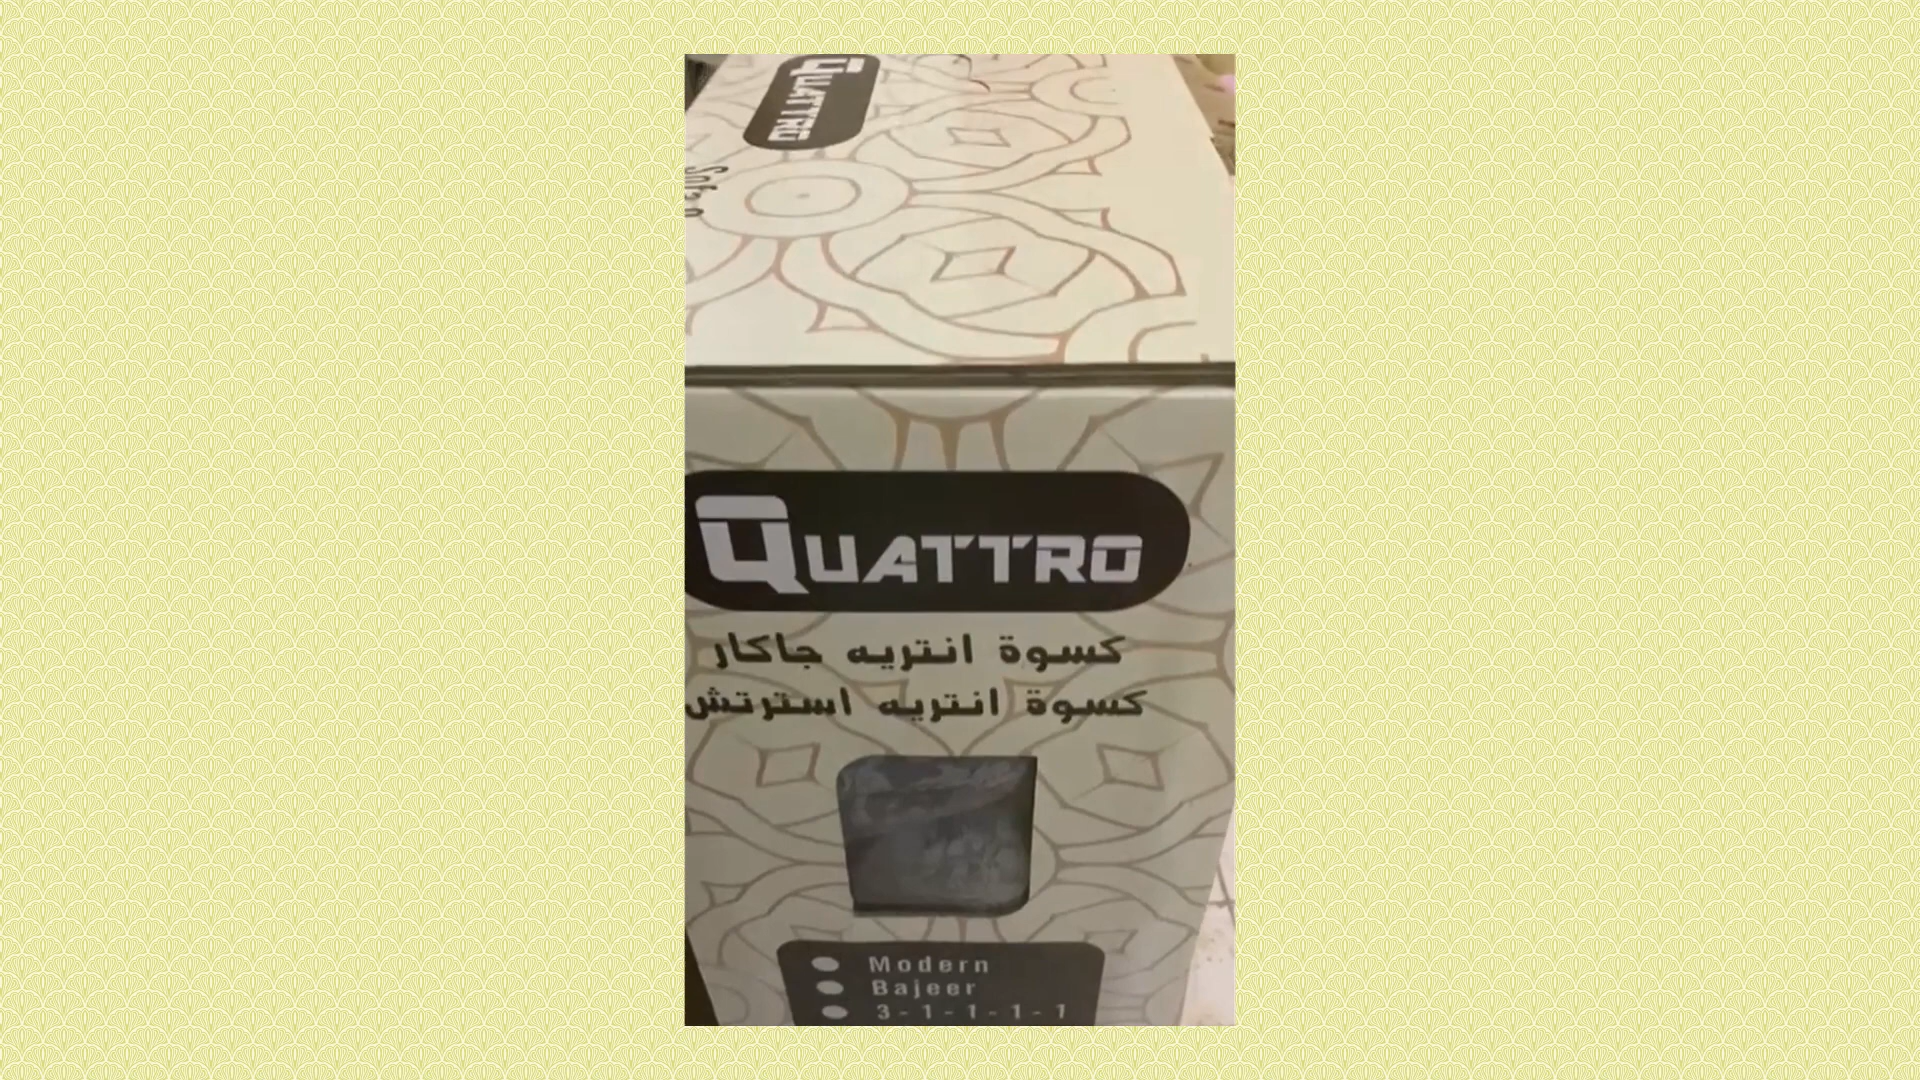 QUATTRO
QUATTRO
كسوة انتريه جاكار
كسوة انتريه استرتش
Modern
Bajeer
3-1-1-1-1